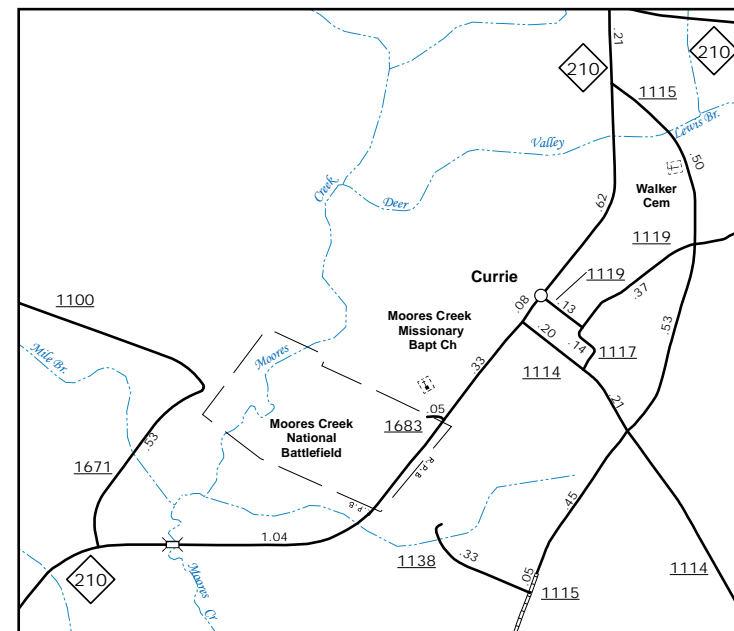 .21
210
210
1115
Lewis Br.
Valley
.50
Walker
Cem
Creek
Deer
.62
1119
Currie
1119
.37
1100
.08
.13
Moores Creek
Missionary
Bapt Ch
.20
.14
.53
1117
Mile Br.
Moores
.33
1114
.21
.05
1683
Moores Creek
National
Battlefield
.53
1671
R.P.B
P.B
.45
1.04
.33
1138
.05
1115
1114
210
Moores Cr.